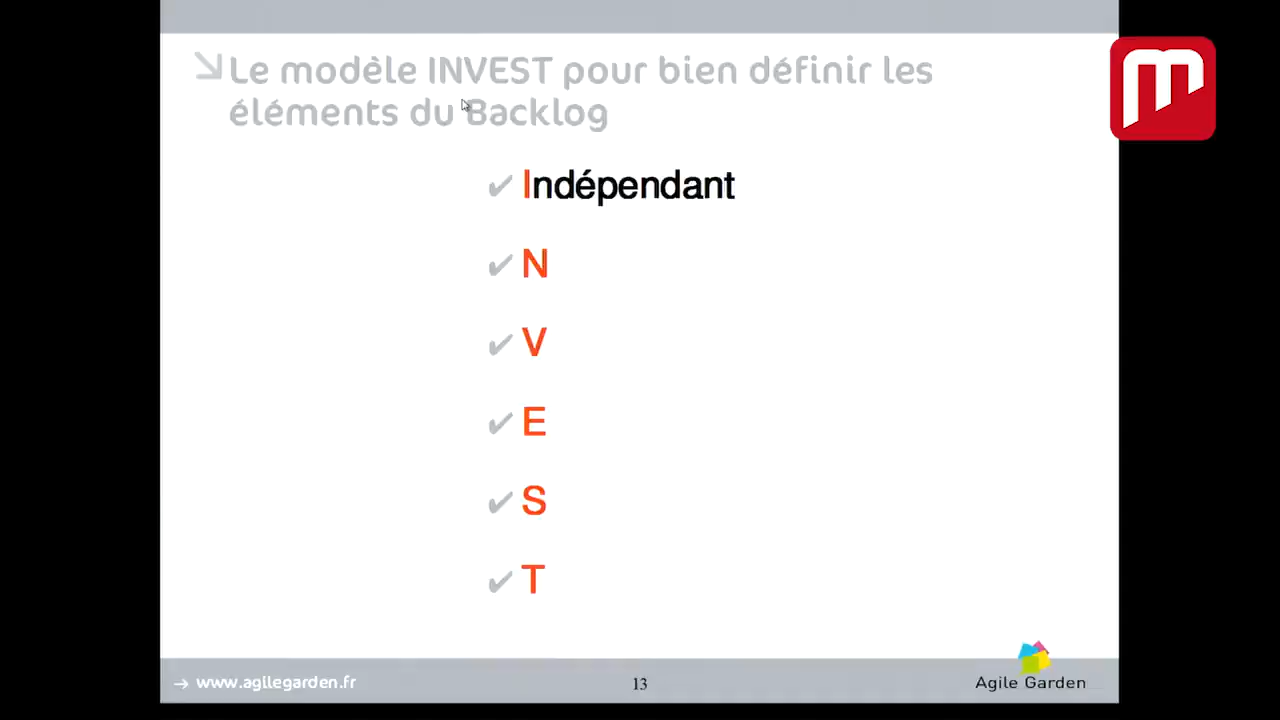 Le modèle INVEST pour bien définir les
éléments du Backlog
✔ Indépendant
✔ N
✔ V
✔ E
✔ S
✔ T
→ www.agilegarden.fr
13
Agile Garden